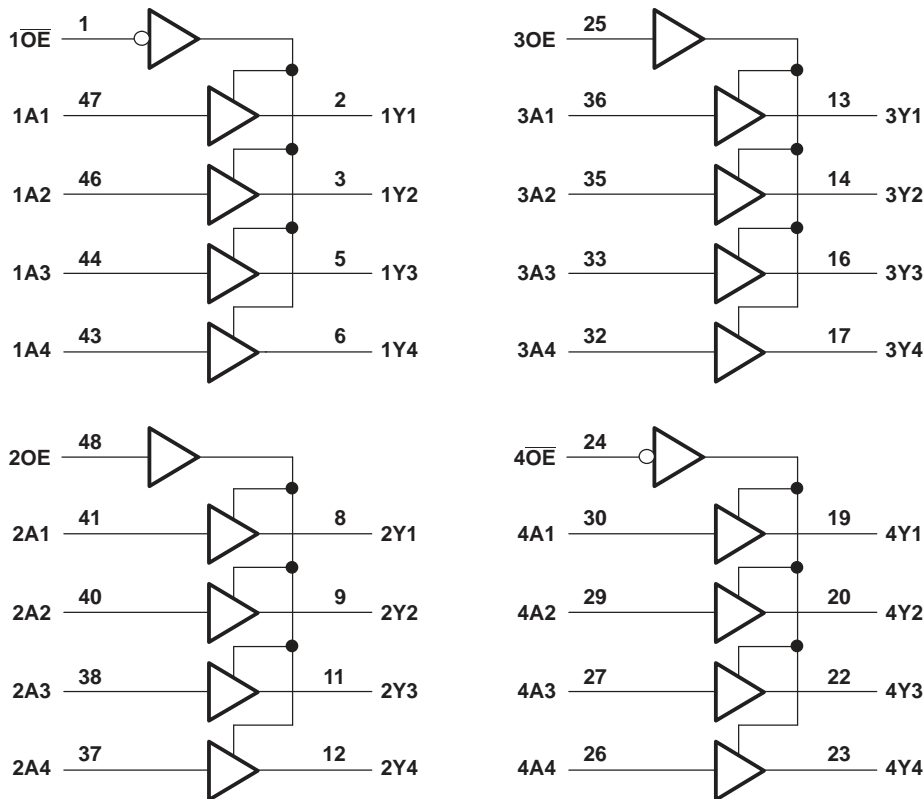 1O̅E̅ 1
47
1A1 2 1Y1
46
1A2 3 1Y2
44
1A3 5 1Y3
43
1A4 6 1Y4
3OE 25
36
3A1 13 3Y1
35
3A2 14 3Y2
33
3A3 16 3Y3
32
3A4 17 3Y4
2OE 48
41
2A1 8 2Y1
40
2A2 9 2Y2
38
2A3 11 2Y3
37
2A4 12 2Y4
4O̅E̅ 24
30
4A1 19 4Y1
29
4A2 20 4Y2
27
4A3 22 4Y3
26
4A4 23 4Y4